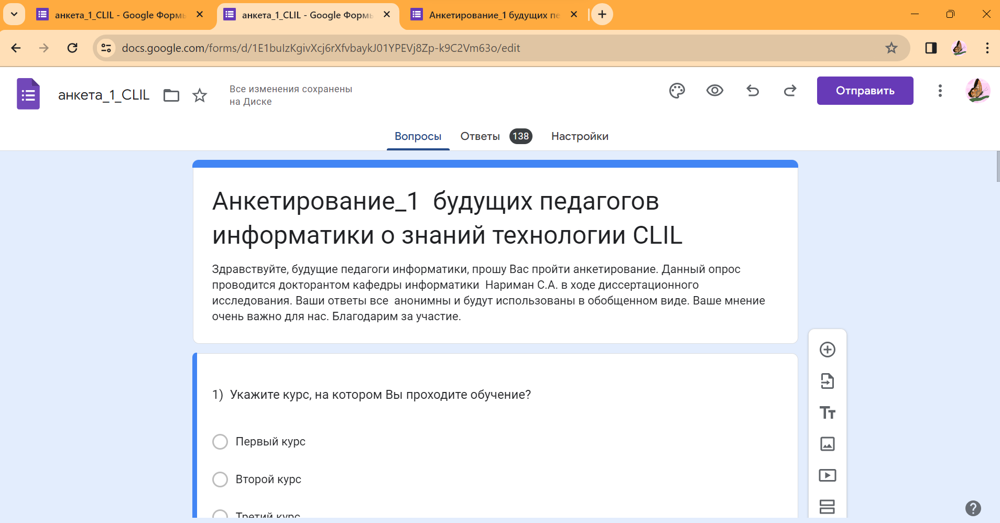 анкета_1_CLIL - Google Формы
анкета_1_CLIL - Google Формы
Анкетирование_1 будущих пе
docs.google.com/forms/d/1E1buIzKgivXcj6rXfvbaykJ01YPEVj8Zp-k9C2Vm63o/edit
анкета_1_CLIL
Все изменения сохранены
на Диске
Отправить
Вопросы
Ответы 138
Настройки
Анкетирование_1 будущих педагогов
информатики о знаний технологии CLIL
Здравствуйте, будущие педагоги информатики, прошу Вас пройти анкетирование. Данный опрос
проводится докторантом кафедры информатики Нариман С.А. в ходе диссертационного
исследования. Ваши ответы все анонимны и будут использованы в обобщенном виде. Ваше мнение
очень важно для нас. Благодарим за участие.
1) Укажите курс, на котором Вы проходите обучение?
Первый курс
Второй курс
Третий курс